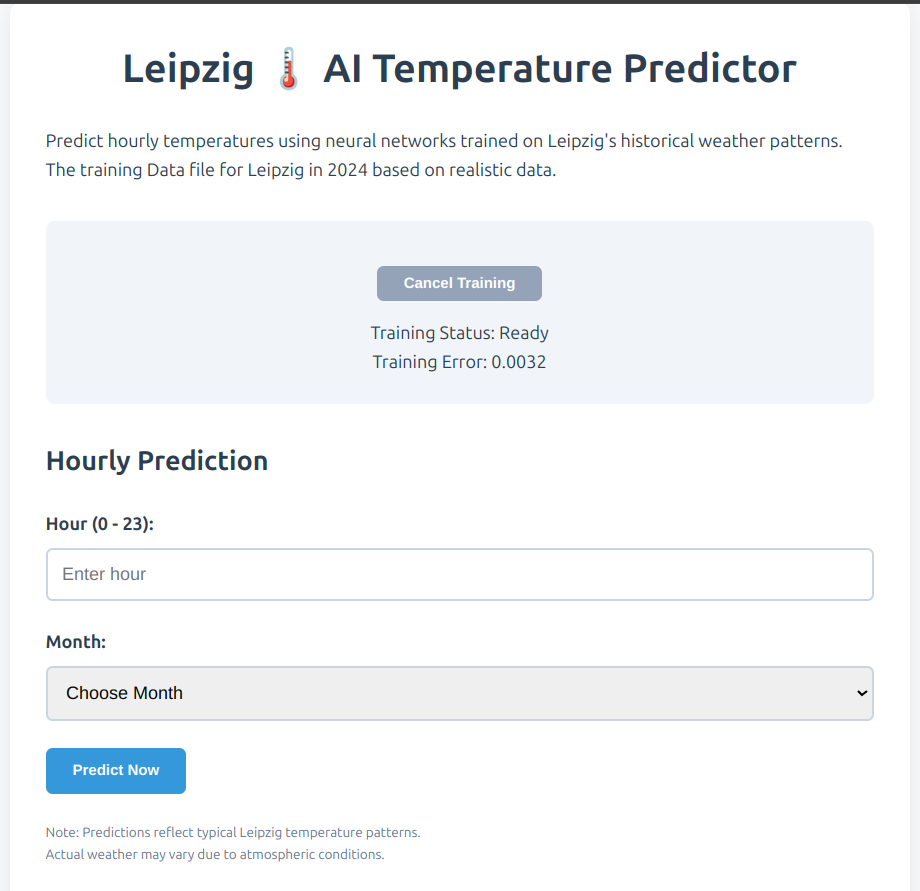 Leipzig 🌡️ AI Temperature Predictor
Predict hourly temperatures using neural networks trained on Leipzig's historical weather patterns.
The training Data file for Leipzig in 2024 based on realistic data.
Cancel Training
Training Status: Ready
Training Error: 0.0032
Hourly Prediction
Hour (0 - 23):
Enter hour
Month:
Choose Month
Predict Now
Note: Predictions reflect typical Leipzig temperature patterns.
Actual weather may vary due to atmospheric conditions.